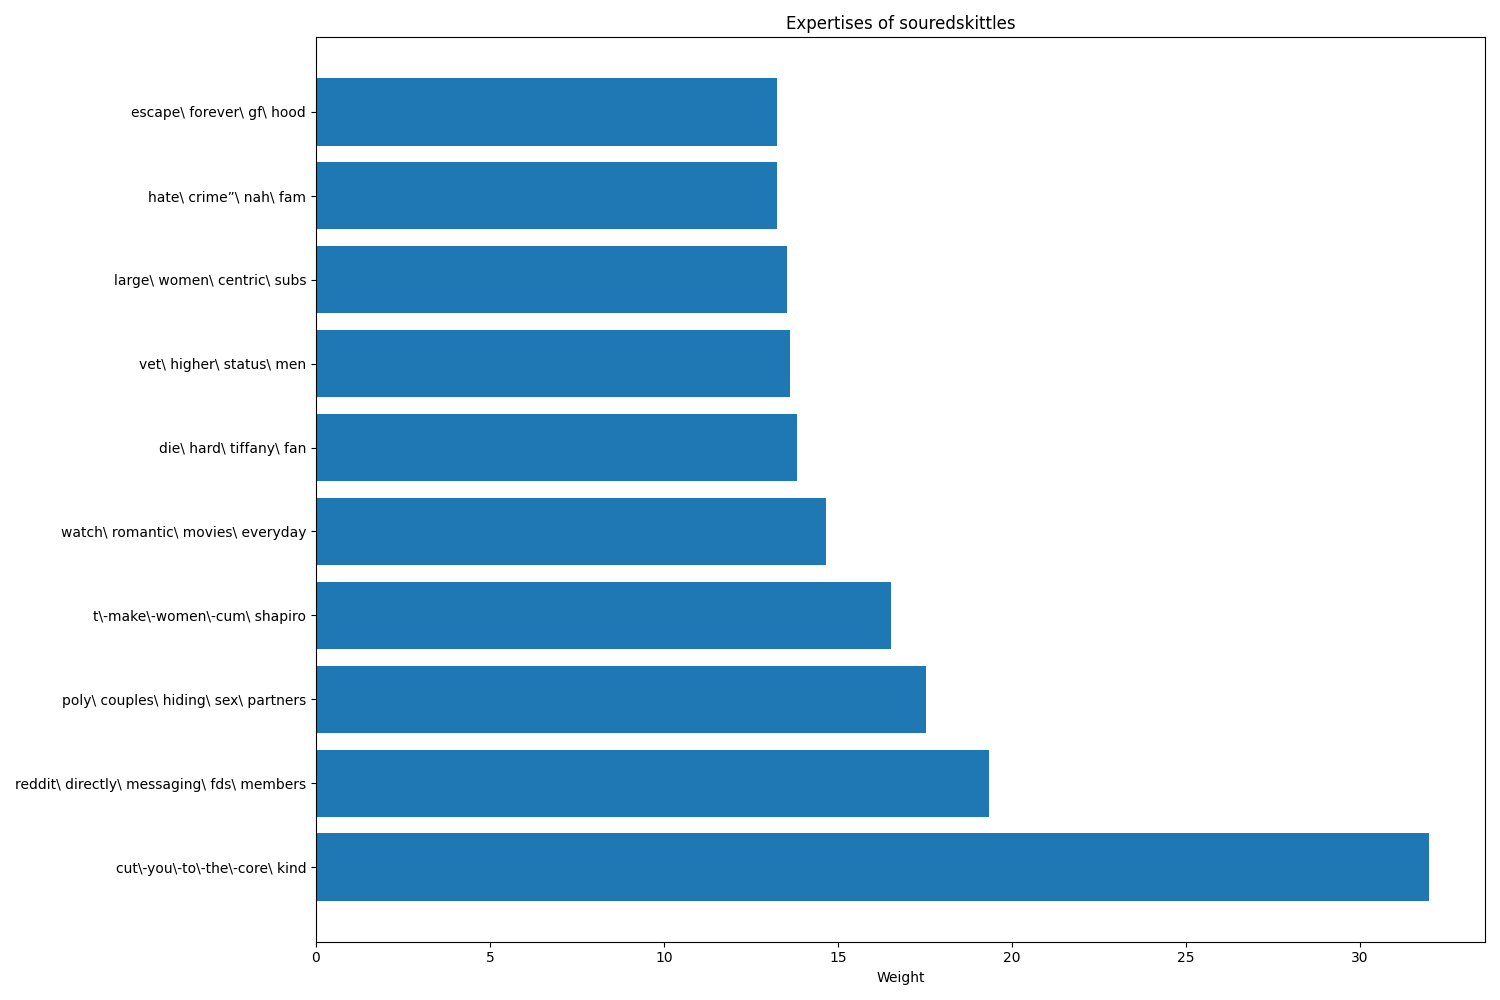 Expertises of souredskittles
escape\ forever\ gf\ hood
hate\ crime”\ nah\ fam
large\ women\ centric\ subs
vet\ higher\ status\ men
die\ hard\ tiffany\ fan
watch\ romantic\ movies\ everyday
t\-make\-women\-cum\ shapiro
poly\ couples\ hiding\ sex\ partners
reddit\ directly\ messaging\ fds\ members
cut\-you\-to\-the\-core\ kind
0 5 10 15 20 25 30
Weight